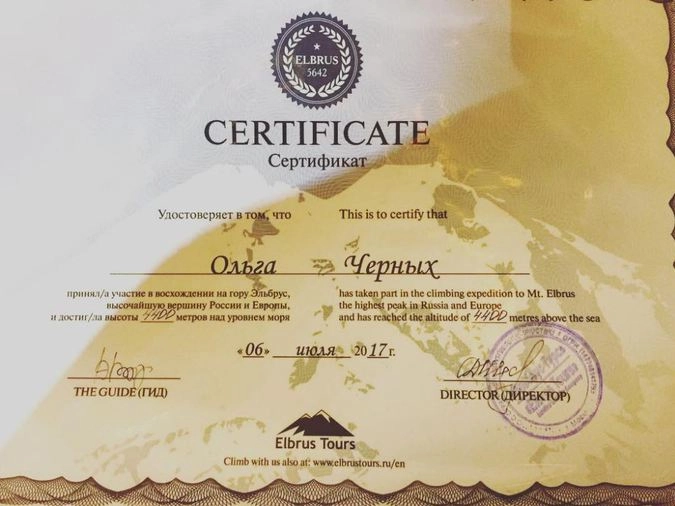 ELBRUS
5642
CERTIFICATE
Сертификат
Удостоверяет в том, что This is to certify that
Ольга Черных
принял/а участие в восхождении на гору Эльбрус, has taken part in the climbing expedition to Mt. Elbrus
высочайшую вершину России и Европы, the highest peak in Russia and Europe
и достиг/ла высоты 4400 метров над уровнем моря and has reached the altitude of 4400 metres above the sea
«06» июля 2017г.
THE GUIDE (ГИД) DIRECTOR (ДИРЕКТОР)
Elbrus Tours
Climb with us also at: www.elbrustours.ru/en